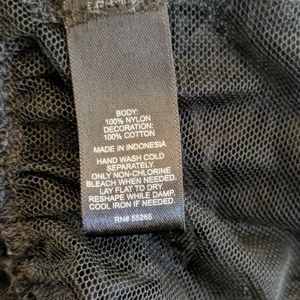 BODY:
100% NYLON
DECORATION:
100% COTTON
MADE IN INDONESIA
HAND WASH COLD
SEPARATELY
ONLY NON-CHLORINE
BLEACH WHEN NEEDED.
LAY FLAT TO DRY
RESHAPE WHILE DAMP.
COOL IRON IF NEEDED
RN# 55285